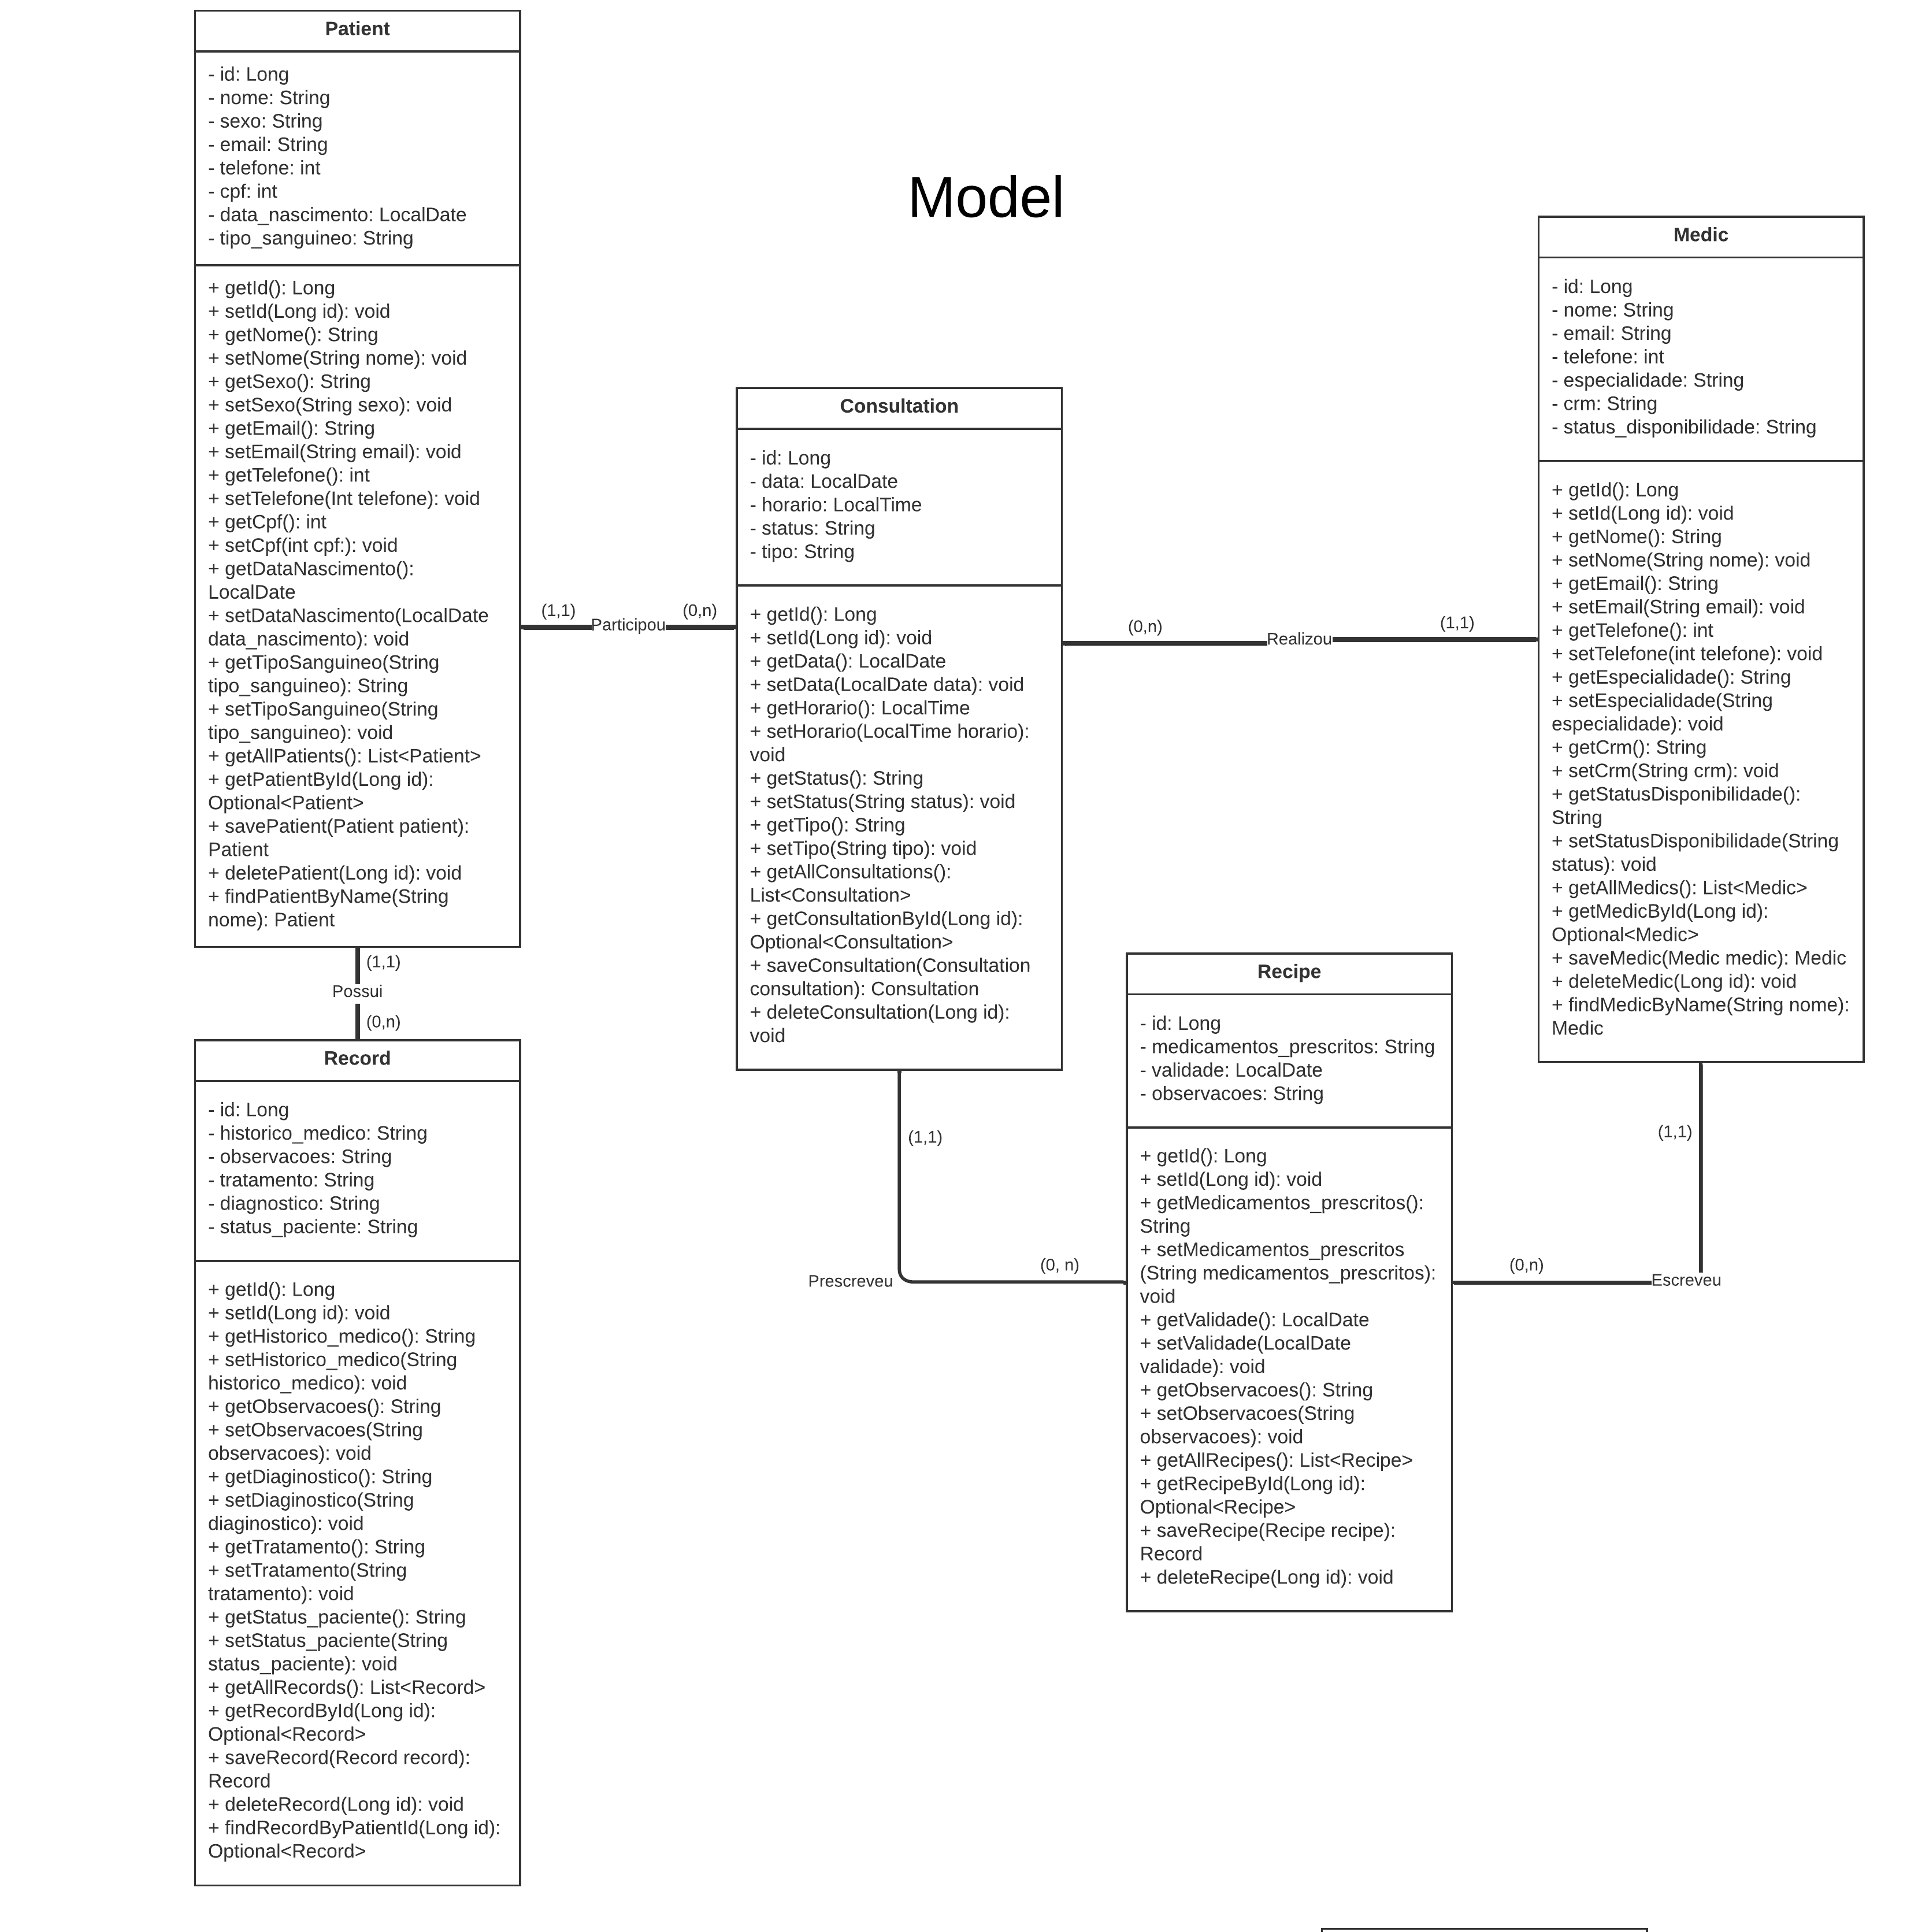 Patient
- id: Long
- nome: String
- sexo: String
- email: String
- telefone: int
- cpf: int
- data_nascimento: LocalDate
- tipo_sanguineo: String
+ getId(): Long
+ setId(Long id): void
+ getNome(): String
+ setNome(String nome): void
+ getSexo(): String
+ setSexo(String sexo): void
+ getEmail(): String
+ setEmail(String email): void
+ getTelefone(): int
+ setTelefone(Int telefone): void
+ getCpf(): int
+ setCpf(int cpf:): void
+ getDataNascimento():
LocalDate
+ setDataNascimento(LocalDate
data_nascimento): void
+ getTipoSanguineo(String
tipo_sanguineo): String
+ setTipoSanguineo(String
tipo_sanguineo): void
+ getAllPatients(): List<Patient>
+ getPatientById(Long id):
Optional<Patient>
+ savePatient(Patient patient):
Patient
+ deletePatient(Long id): void
+ findPatientByName(String
nome): Patient
(1,1)
Possui
(0,n)
Record
- id: Long
- historico_medico: String
- observacoes: String
- tratamento: String
- diagnostico: String
- status_paciente: String
+ getId(): Long
+ setId(Long id): void
+ getHistorico_medico(): String
+ setHistorico_medico(String
historico_medico): void
+ getObservacoes(): String
+ setObservacoes(String
observacoes): void
+ getDiaginostico(): String
+ setDiaginostico(String
diaginostico): void
+ getTratamento(): String
+ setTratamento(String
tratamento): void
+ getStatus_paciente(): String
+ setStatus_paciente(String
status_paciente): void
+ getAllRecords(): List<Record>
+ getRecordById(Long id):
Optional<Record>
+ saveRecord(Record record):
Record
+ deleteRecord(Long id): void
+ findRecordByPatientId(Long id):
Optional<Record>
Model
(1,1)
Participou
(0,n)
Consultation
- id: Long
- data: LocalDate
- horario: LocalTime
- status: String
- tipo: String
+ getId(): Long
+ setId(Long id): void
+ getData(): LocalDate
+ setData(LocalDate data): void
+ getHorario(): LocalTime
+ setHorario(LocalTime horario):
void
+ getStatus(): String
+ setStatus(String status): void
+ getTipo(): String
+ setTipo(String tipo): void
+ getAllConsultations():
List<Consultation>
+ getConsultationById(Long id):
Optional<Consultation>
+ saveConsultation(Consultation
consultation): Consultation
+ deleteConsultation(Long id):
void
(0,n)
Realizou
(1,1)
(1,1)
Prescreveu
(0, n)
Recipe
- id: Long
- medicamentos_prescritos: String
- validade: LocalDate
- observacoes: String
+ getId(): Long
+ setId(Long id): void
+ getMedicamentos_prescritos():
String
+ setMedicamentos_prescritos
(String medicamentos_prescritos):
void
+ getValidade(): LocalDate
+ setValidade(LocalDate
validade): void
+ getObservacoes(): String
+ setObservacoes(String
observacoes): void
+ getAllRecipes(): List<Recipe>
+ getRecipeById(Long id):
Optional<Recipe>
+ saveRecipe(Recipe recipe):
Record
+ deleteRecipe(Long id): void
Medic
- id: Long
- nome: String
- email: String
- telefone: int
- especialidade: String
- crm: String
- status_disponibilidade: String
+ getId(): Long
+ setId(Long id): void
+ getNome(): String
+ setNome(String nome): void
+ getEmail(): String
+ setEmail(String email): void
+ getTelefone(): int
+ setTelefone(int telefone): void
+ getEspecialidade(): String
+ setEspecialidade(String
especialidade): void
+ getCrm(): String
+ setCrm(String crm): void
+ getStatusDisponibilidade():
String
+ setStatusDisponibilidade(String
status): void
+ getAllMedics(): List<Medic>
+ getMedicById(Long id):
Optional<Medic>
+ saveMedic(Medic medic): Medic
+ deleteMedic(Long id): void
+ findMedicByName(String nome):
Medic
(1,1)
(0,n)
Escreveu